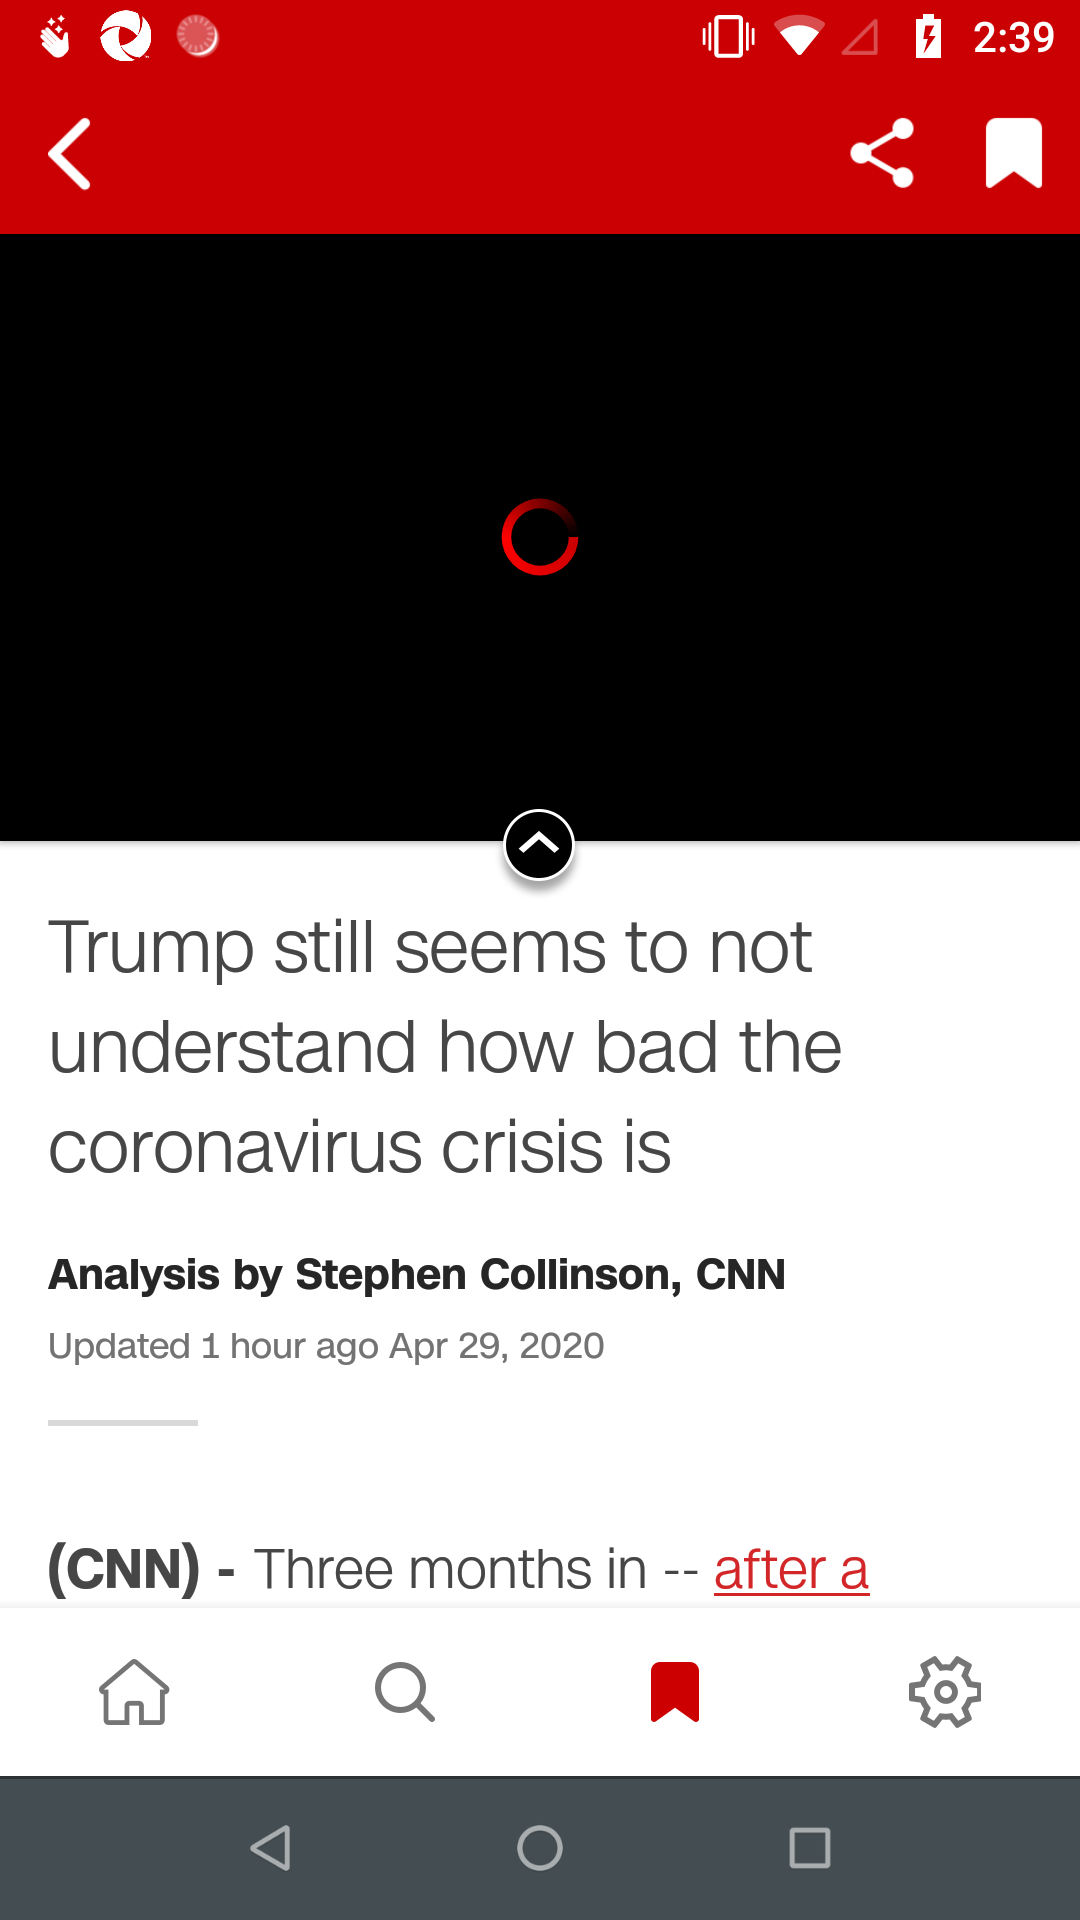 2:39
Trump still seems to not
understand how bad the
coronavirus crisis is
Analysis by Stephen Collinson, CNN
Updated 1 hour ago Apr 29, 2020
(CNN) - Three months in -- after a